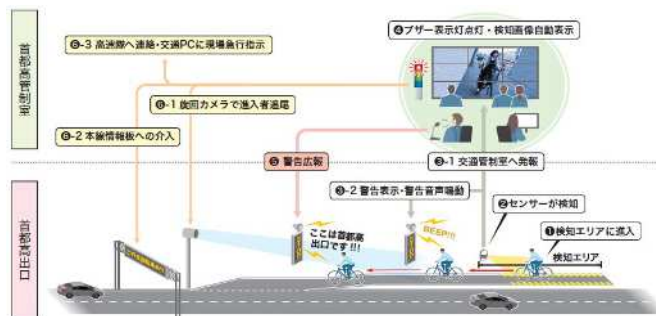 首都高管制室
❻-3 高速隊へ連絡・交通PCに現場急行指示
❹ブザー表示灯点灯・検知画像自動表示
❻-1 旋回カメラで進入者追尾
❻-2 本線情報板への介入
❺ 警告広報
❸-1 交通管制室へ発報
首都高出口
❸-2 警告表示・警告音声鳴動
❷センサーが検知
❶検知エリアに進入
検知エリア
ここは首都高
出口です!!!
BEEP!!!